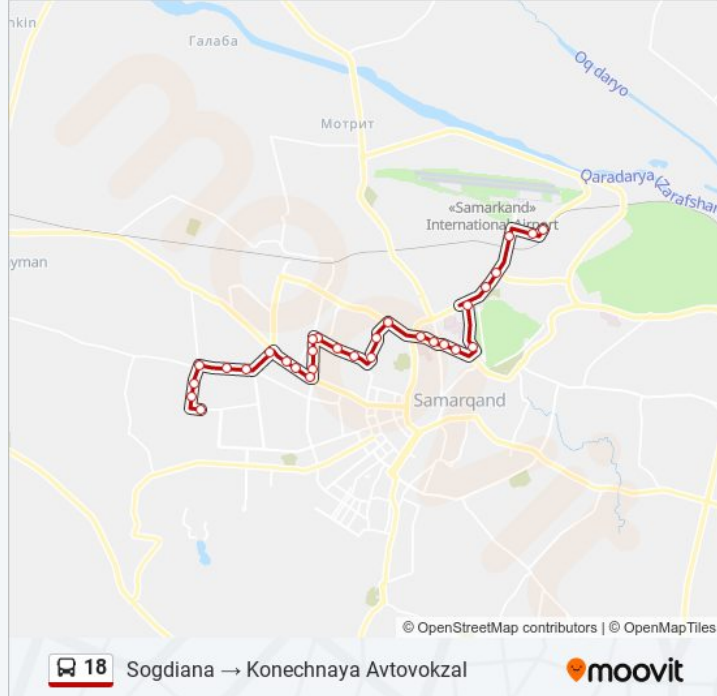 nkin
Галаба
Oq daryo
Мотрит
Qaradarya (Zarafshan
«Samarkand»
International Airport
yman
Samarqand
© OpenStreetMap contributors | © OpenMapTiles
18 Sogdiana → Konechnaya Avtovokzal
moovit